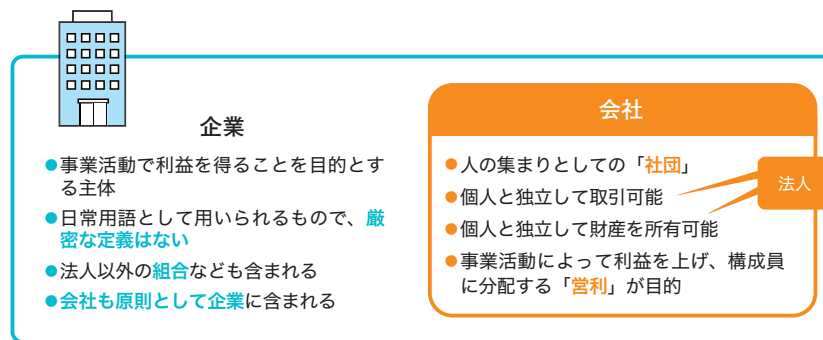 企業
●事業活動で利益を得ることを目的とす
る主体
●日常用語として用いられるもので、厳
密な定義はない
●法人以外の組合なども含まれる
●会社も原則として企業に含まれる
会社
●人の集まりとしての「社団」
●個人と独立して取引可能
●個人と独立して財産を所有可能
●事業活動によって利益を上げ、構成員
に分配する「営利」が目的
法人